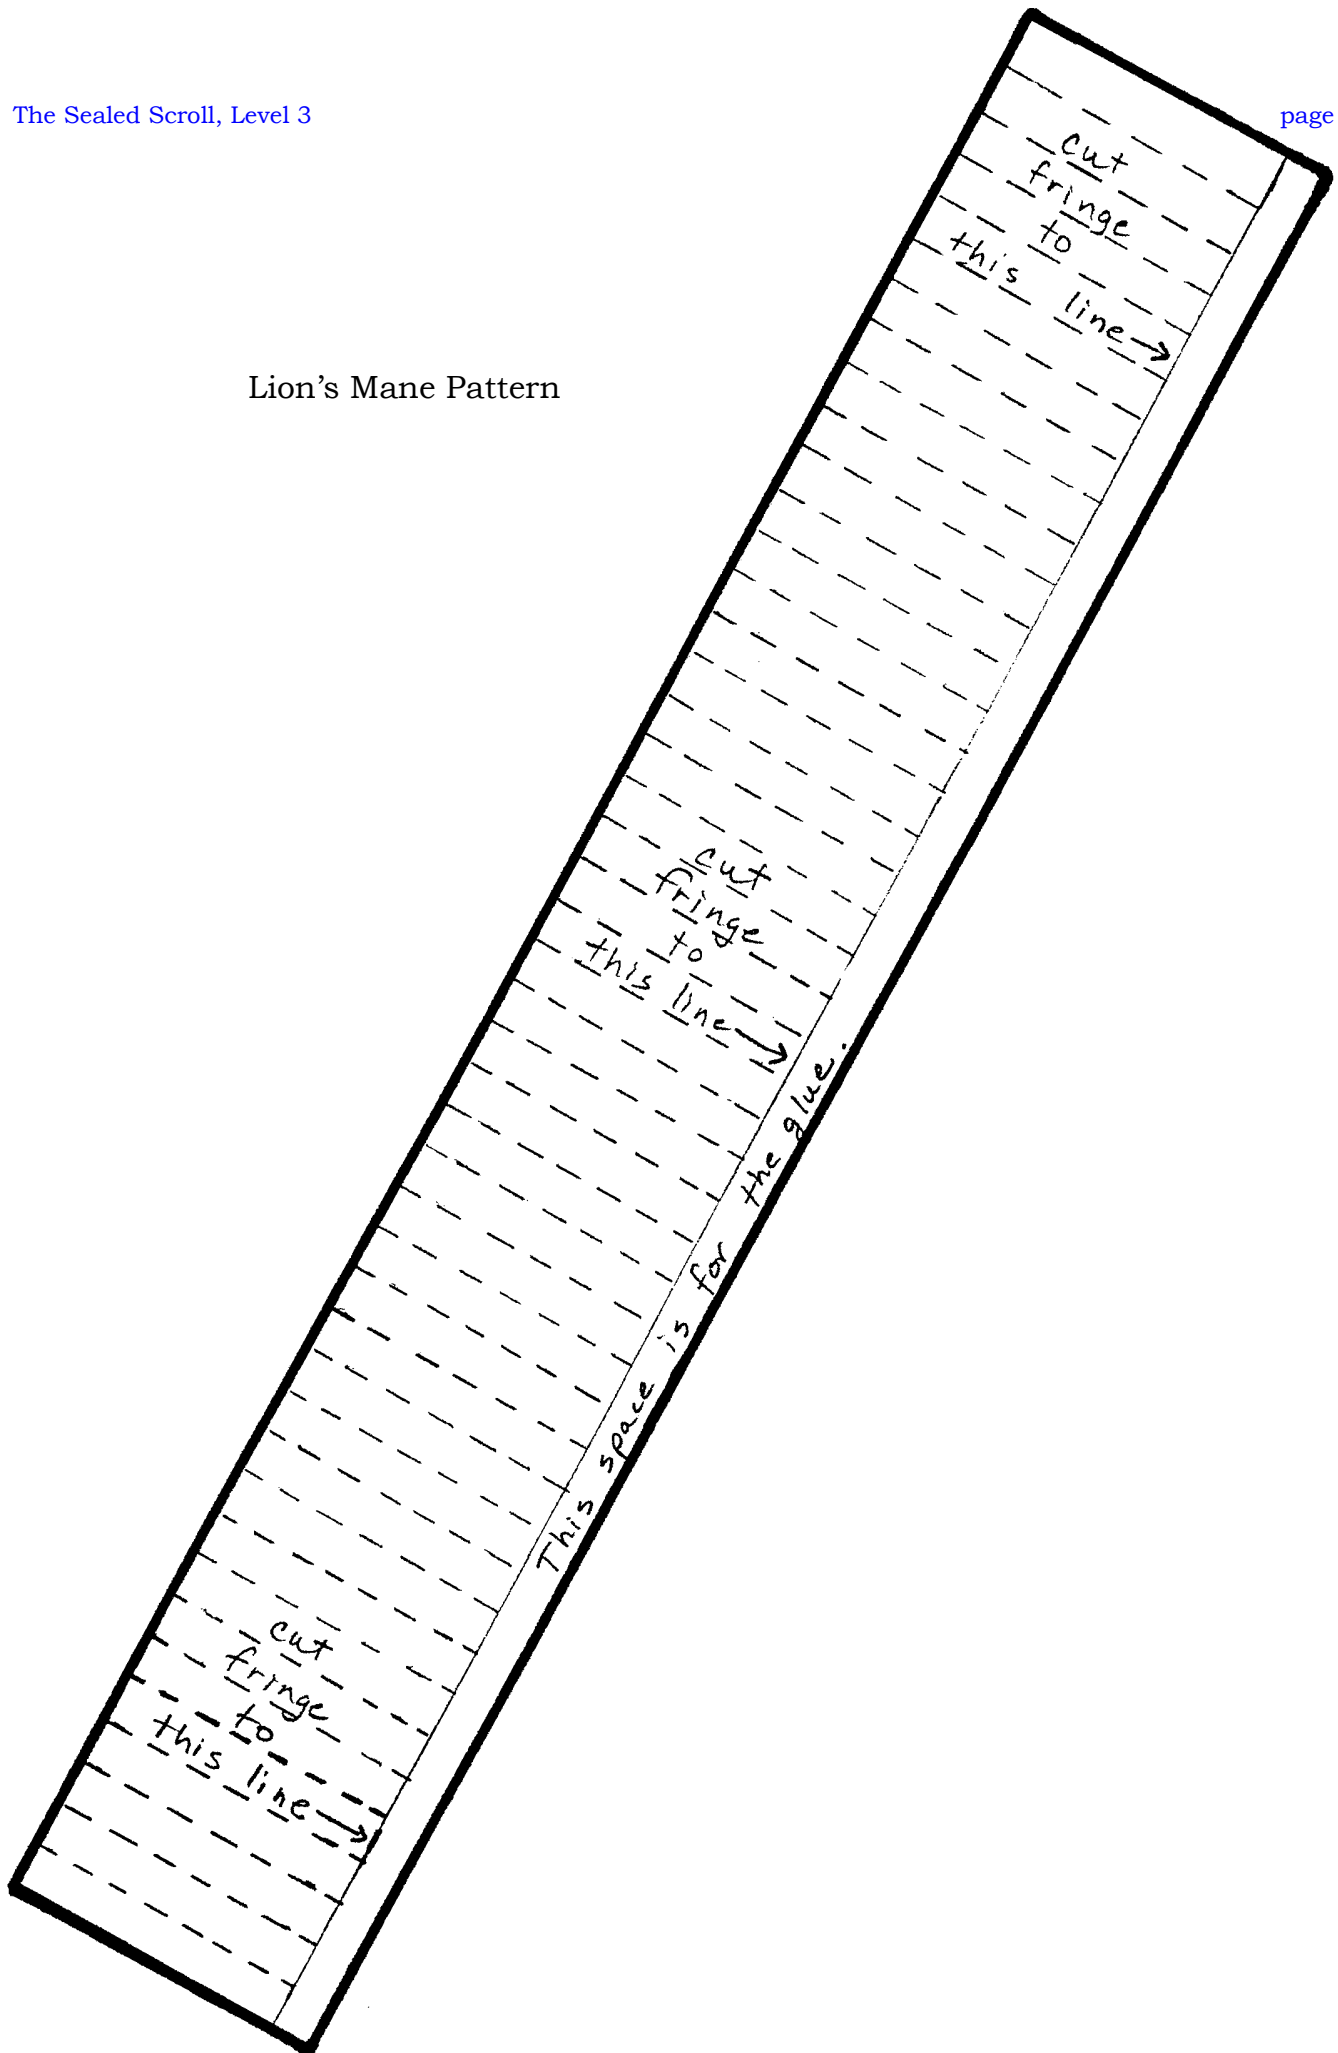 The Sealed Scroll, Level 3
page
cut
fringe
to
this line
Lion's Mane Pattern
cut
fringe
to
this line
This space is for the glue.
cut
fringe
to
this line